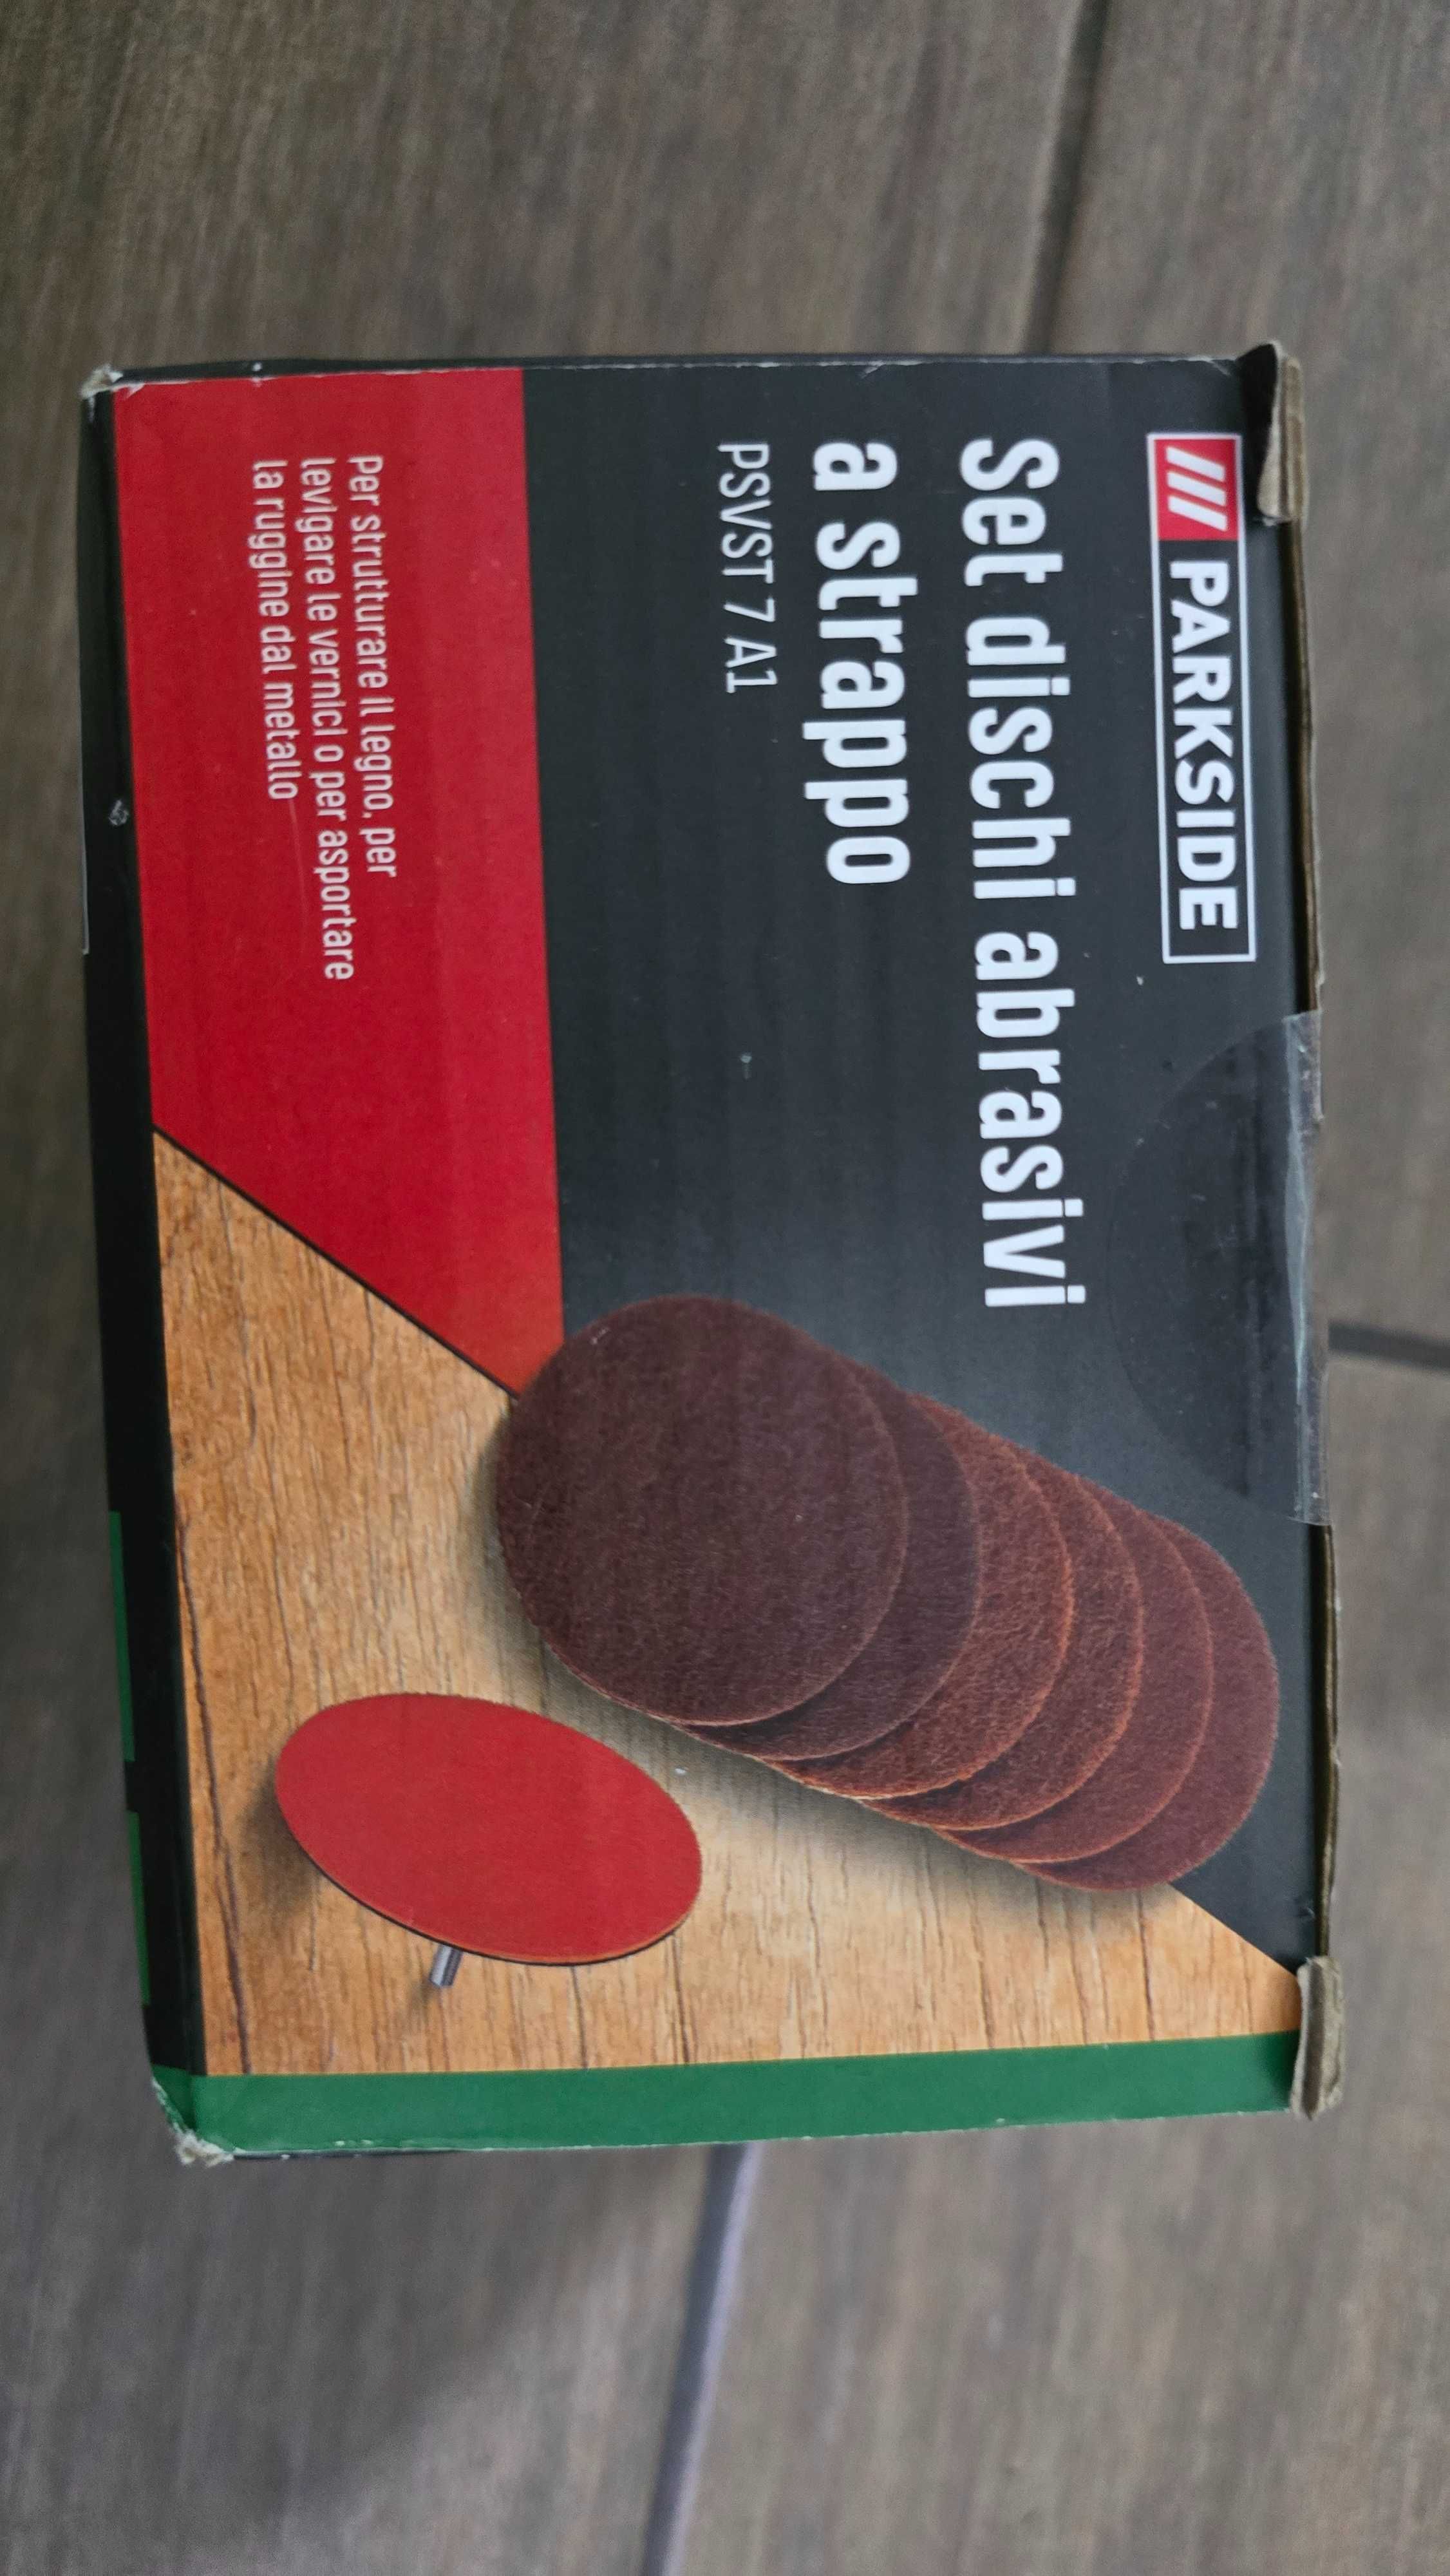 PARKSIDE
Set dischi abrasivi
a strappo
PSVST 7 A1
Per strutturare il legno, per
levigare le vernici o per asportare
la ruggine dal metallo